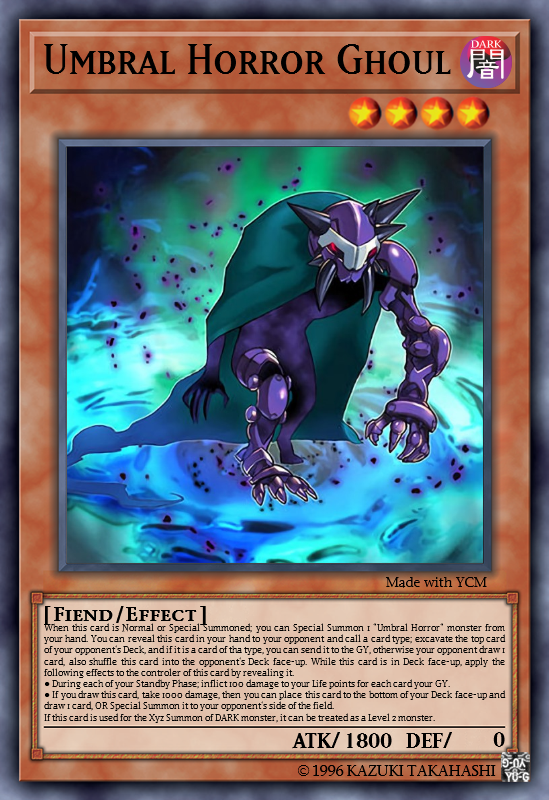 UMBRAL HORROR GHOUL
DARK
闇
Made with YCM
[FIEND/EFFECT]
When this card is Normal or Special Summoned; you can Special Summon 1 "Umbral Horror" monster from
your hand. You can reveal this card in your hand to your opponent and call a card type; excavate the top card
of your opponent's Deck, and if it is a card of tha type, you can send it to the GY, otherwise your opponent draw 1
card, also shuffle this card into the opponent's Deck face-up. While this card is in Deck face-up, apply the
following effects to the controler of this card by revealing it.
● During each of your Standby Phase; inflict 100 damage to your Life points for each card your GY.
● If you draw this card, take 1000 damage, then you can place this card to the bottom of your Deck face-up and
draw 1 card, OR Special Summon it to your opponent's side of the field.
If this card is used for the Xyz Summon of DARK monster, it can be treated as a Level 2 monster.
ATK/ 1800 DEF/ 0
©1996 KAZUKI TAKAHASHI